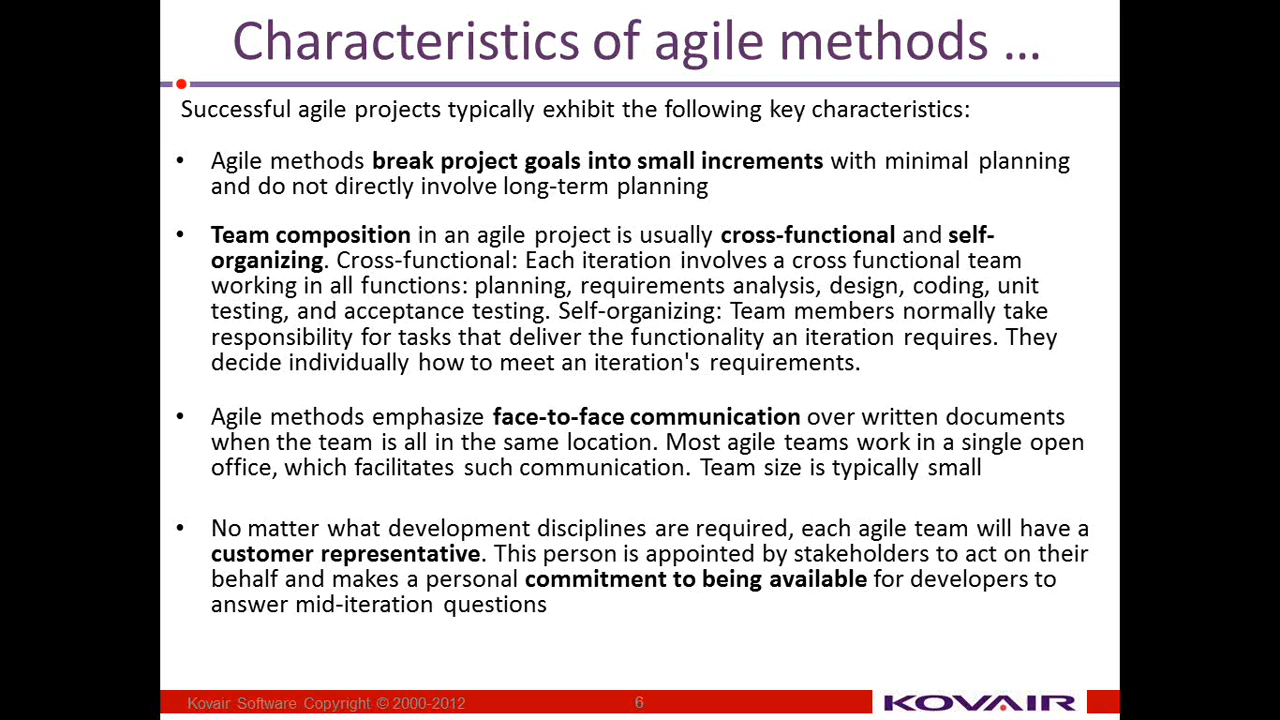 Characteristics of agile methods ...
Successful agile projects typically exhibit the following key characteristics:
• Agile methods break project goals into small increments with minimal planning
and do not directly involve long-term planning
• Team composition in an agile project is usually cross-functional and self-
organizing. Cross-functional: Each iteration involves a cross functional team
working in all functions: planning, requirements analysis, design, coding, unit
testing, and acceptance testing. Self-organizing: Team members normally take
responsibility for tasks that deliver the functionality an iteration requires. They
decide individually how to meet an iteration's requirements.
• Agile methods emphasize face-to-face communication over written documents
when the team is all in the same location. Most agile teams work in a single open
office, which facilitates such communication. Team size is typically small
• No matter what development disciplines are required, each agile team will have a
customer representative. This person is appointed by stakeholders to act on their
behalf and makes a personal commitment to being available for developers to
answer mid-iteration questions
Kovair Software Copyright © 2000-2012
6
KOVAIR